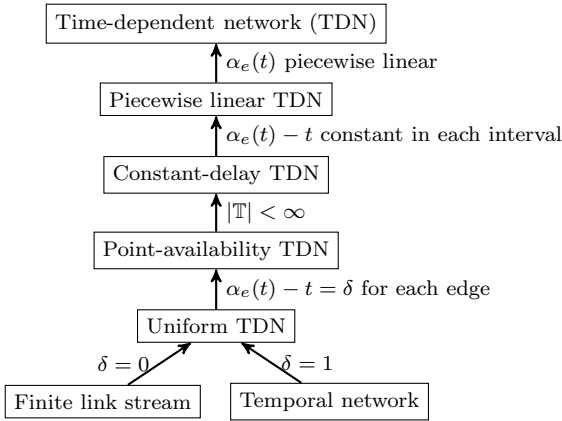 Time-dependent network (TDN)
αₑ(t) piecewise linear
Piecewise linear TDN
αₑ(t) − t constant in each interval
Constant-delay TDN
|𝕋| < ∞
Point-availability TDN
αₑ(t) − t = δ for each edge
Uniform TDN
δ = 0
δ = 1
Finite link stream
Temporal network